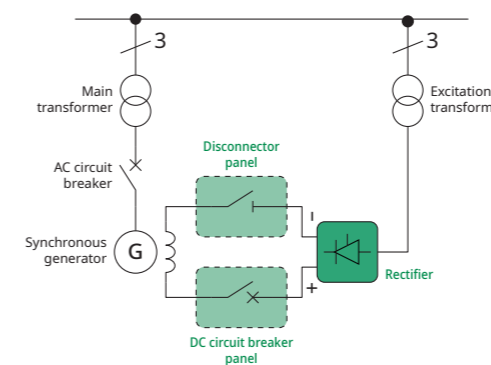 3
3
Main
transformer
Excitation
transform
Disconnector
panel
AC circuit
breaker
Synchronous
generator
G
-
+
Rectifier
DC circuit breaker
panel